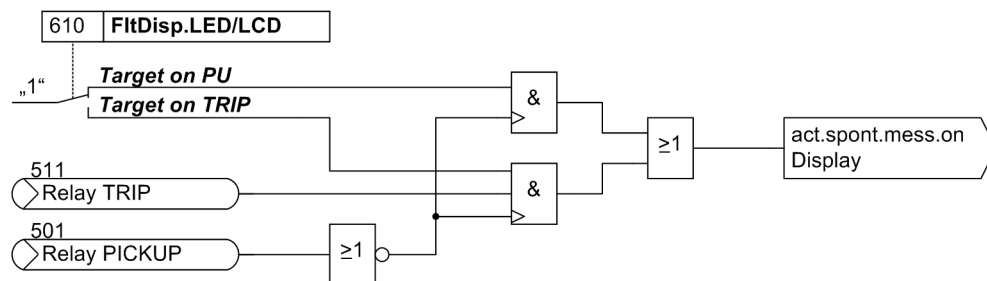 610 FltDisp.LED/LCD
„1“
Target on PU
Target on TRIP
&
≥1
act.spont.mess.on
Display
511
Relay TRIP
&
501
Relay PICKUP
≥1